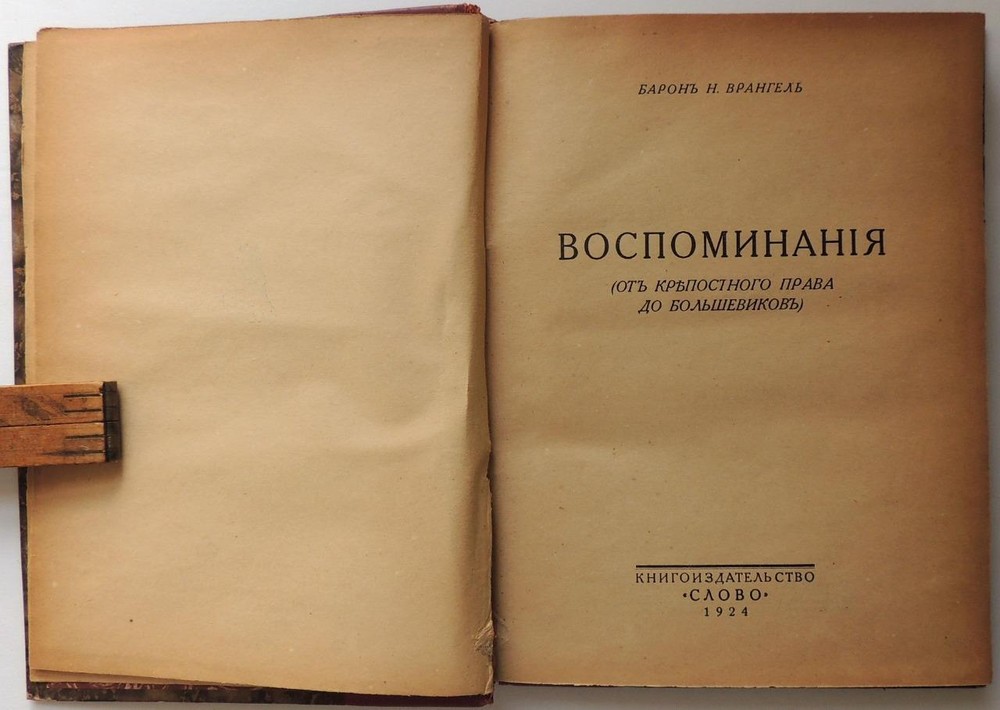 БАРОНЪ Н. ВРАНГЕЛЬ
ВОСПОМИНАНІЯ
(ОТЪ КРѢПОСТНОГО ПРАВА
ДО БОЛЬШЕВИКОВЪ)
КНИГОИЗДАТЕЛЬСТВО
•СЛОВО•
1924